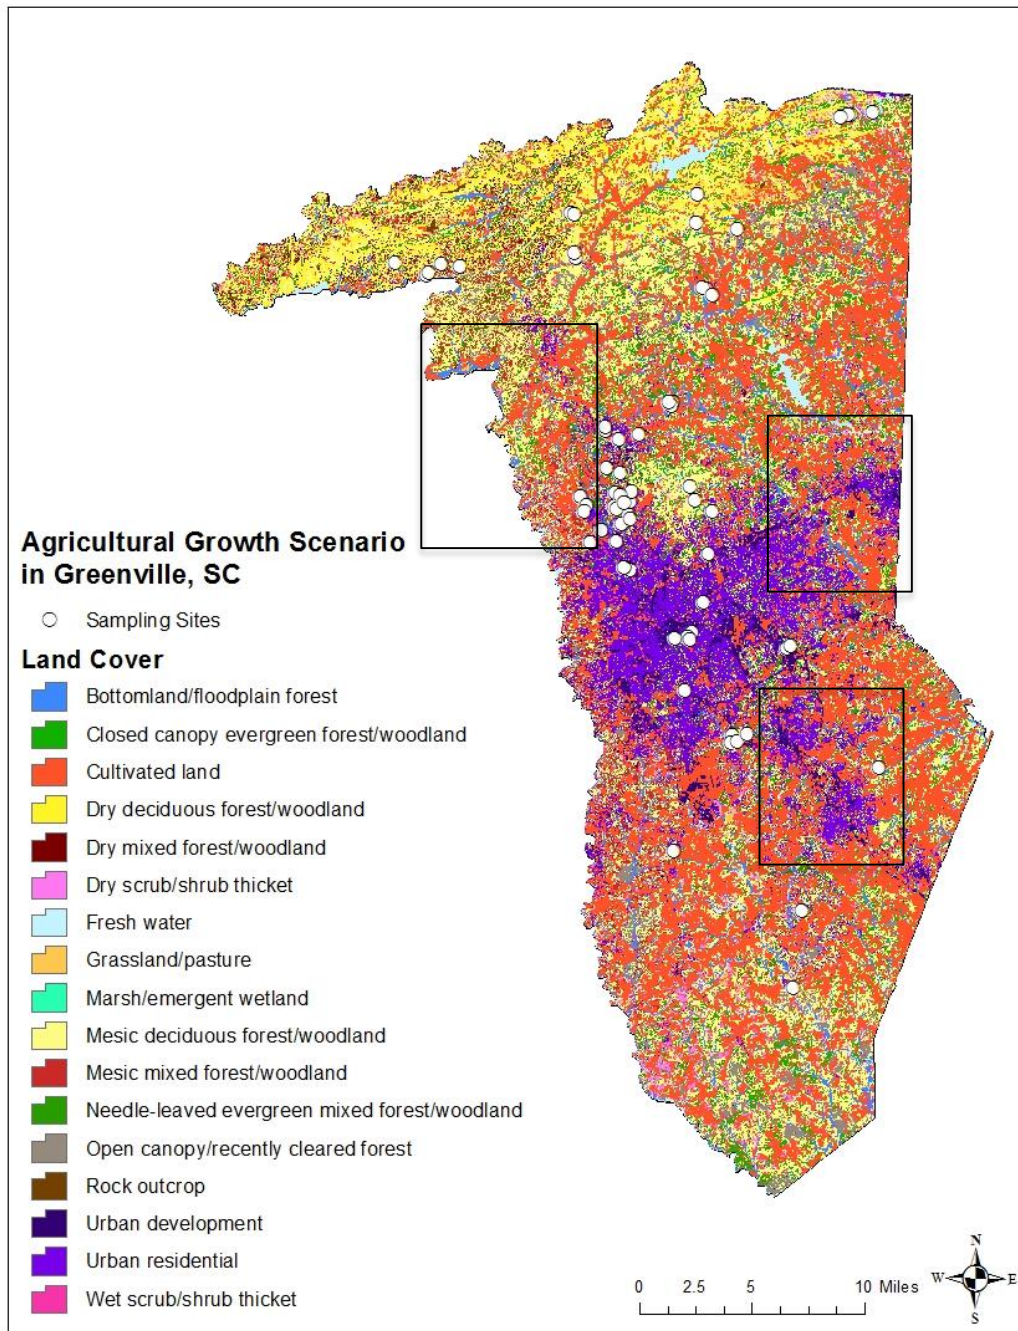 Agricultural Growth Scenario
in Greenville, SC
Sampling Sites
Land Cover
Bottomland/floodplain forest
Closed canopy evergreen forest/woodland
Cultivated land
Dry deciduous forest/woodland
Dry mixed forest/woodland
Dry scrub/shrub thicket
Fresh water
Grassland/pasture
Marsh/emergent wetland
Mesic deciduous forest/woodland
Mesic mixed forest/woodland
Needle-leaved evergreen mixed forest/woodland
Open canopy/recently cleared forest
Rock outcrop
Urban development
Urban residential
Wet scrub/shrub thicket
0 2.5 5 10 Miles
N
W E
S